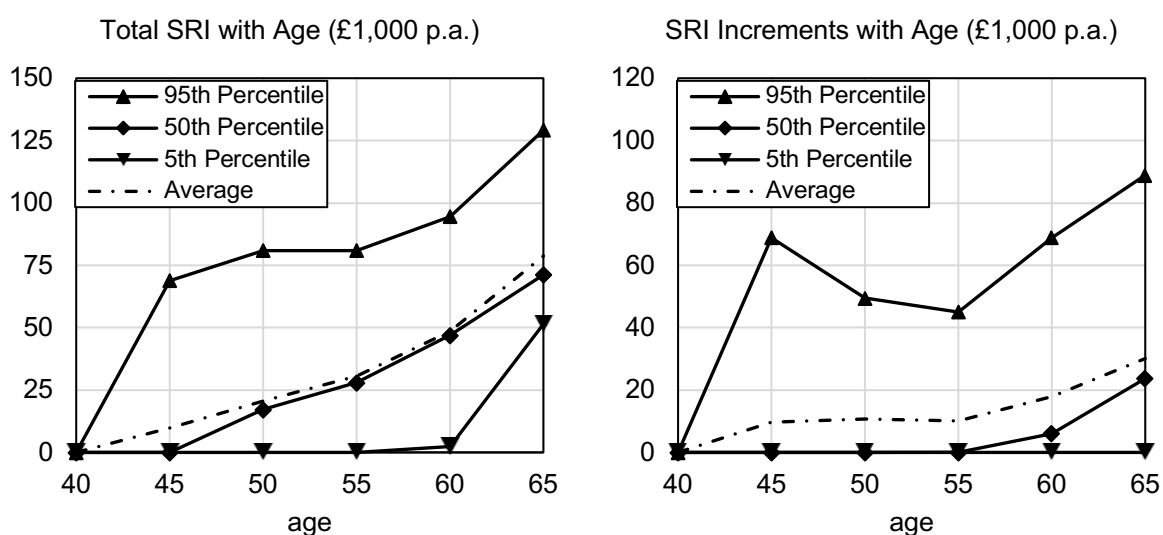 Total SRI with Age (£1,000 p.a.)
150
125
100
75
50
25
0
95th Percentile
50th Percentile
5th Percentile
Average
40 45 50 55 60 65
age
SRI Increments with Age (£1,000 p.a.)
120
100
80
60
40
20
0
95th Percentile
50th Percentile
5th Percentile
Average
40 45 50 55 60 65
age